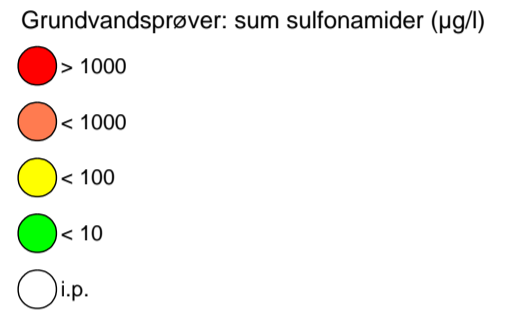 Grundvandsprøver: sum sulfonamider (µg/l)
> 1000
< 1000
< 100
< 10
i.p.